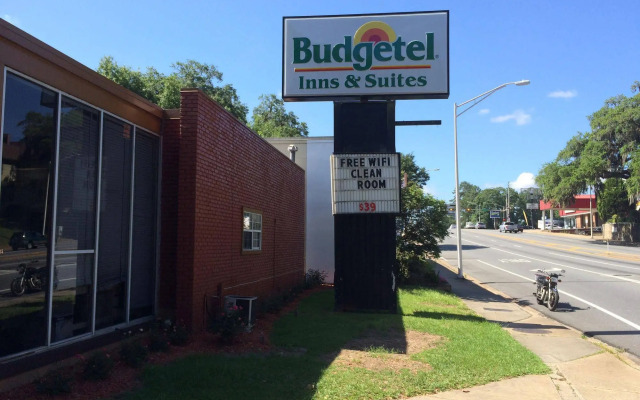 Budgetel
Inns & Suites
FREE WIFI
CLEAN
ROOM
$39